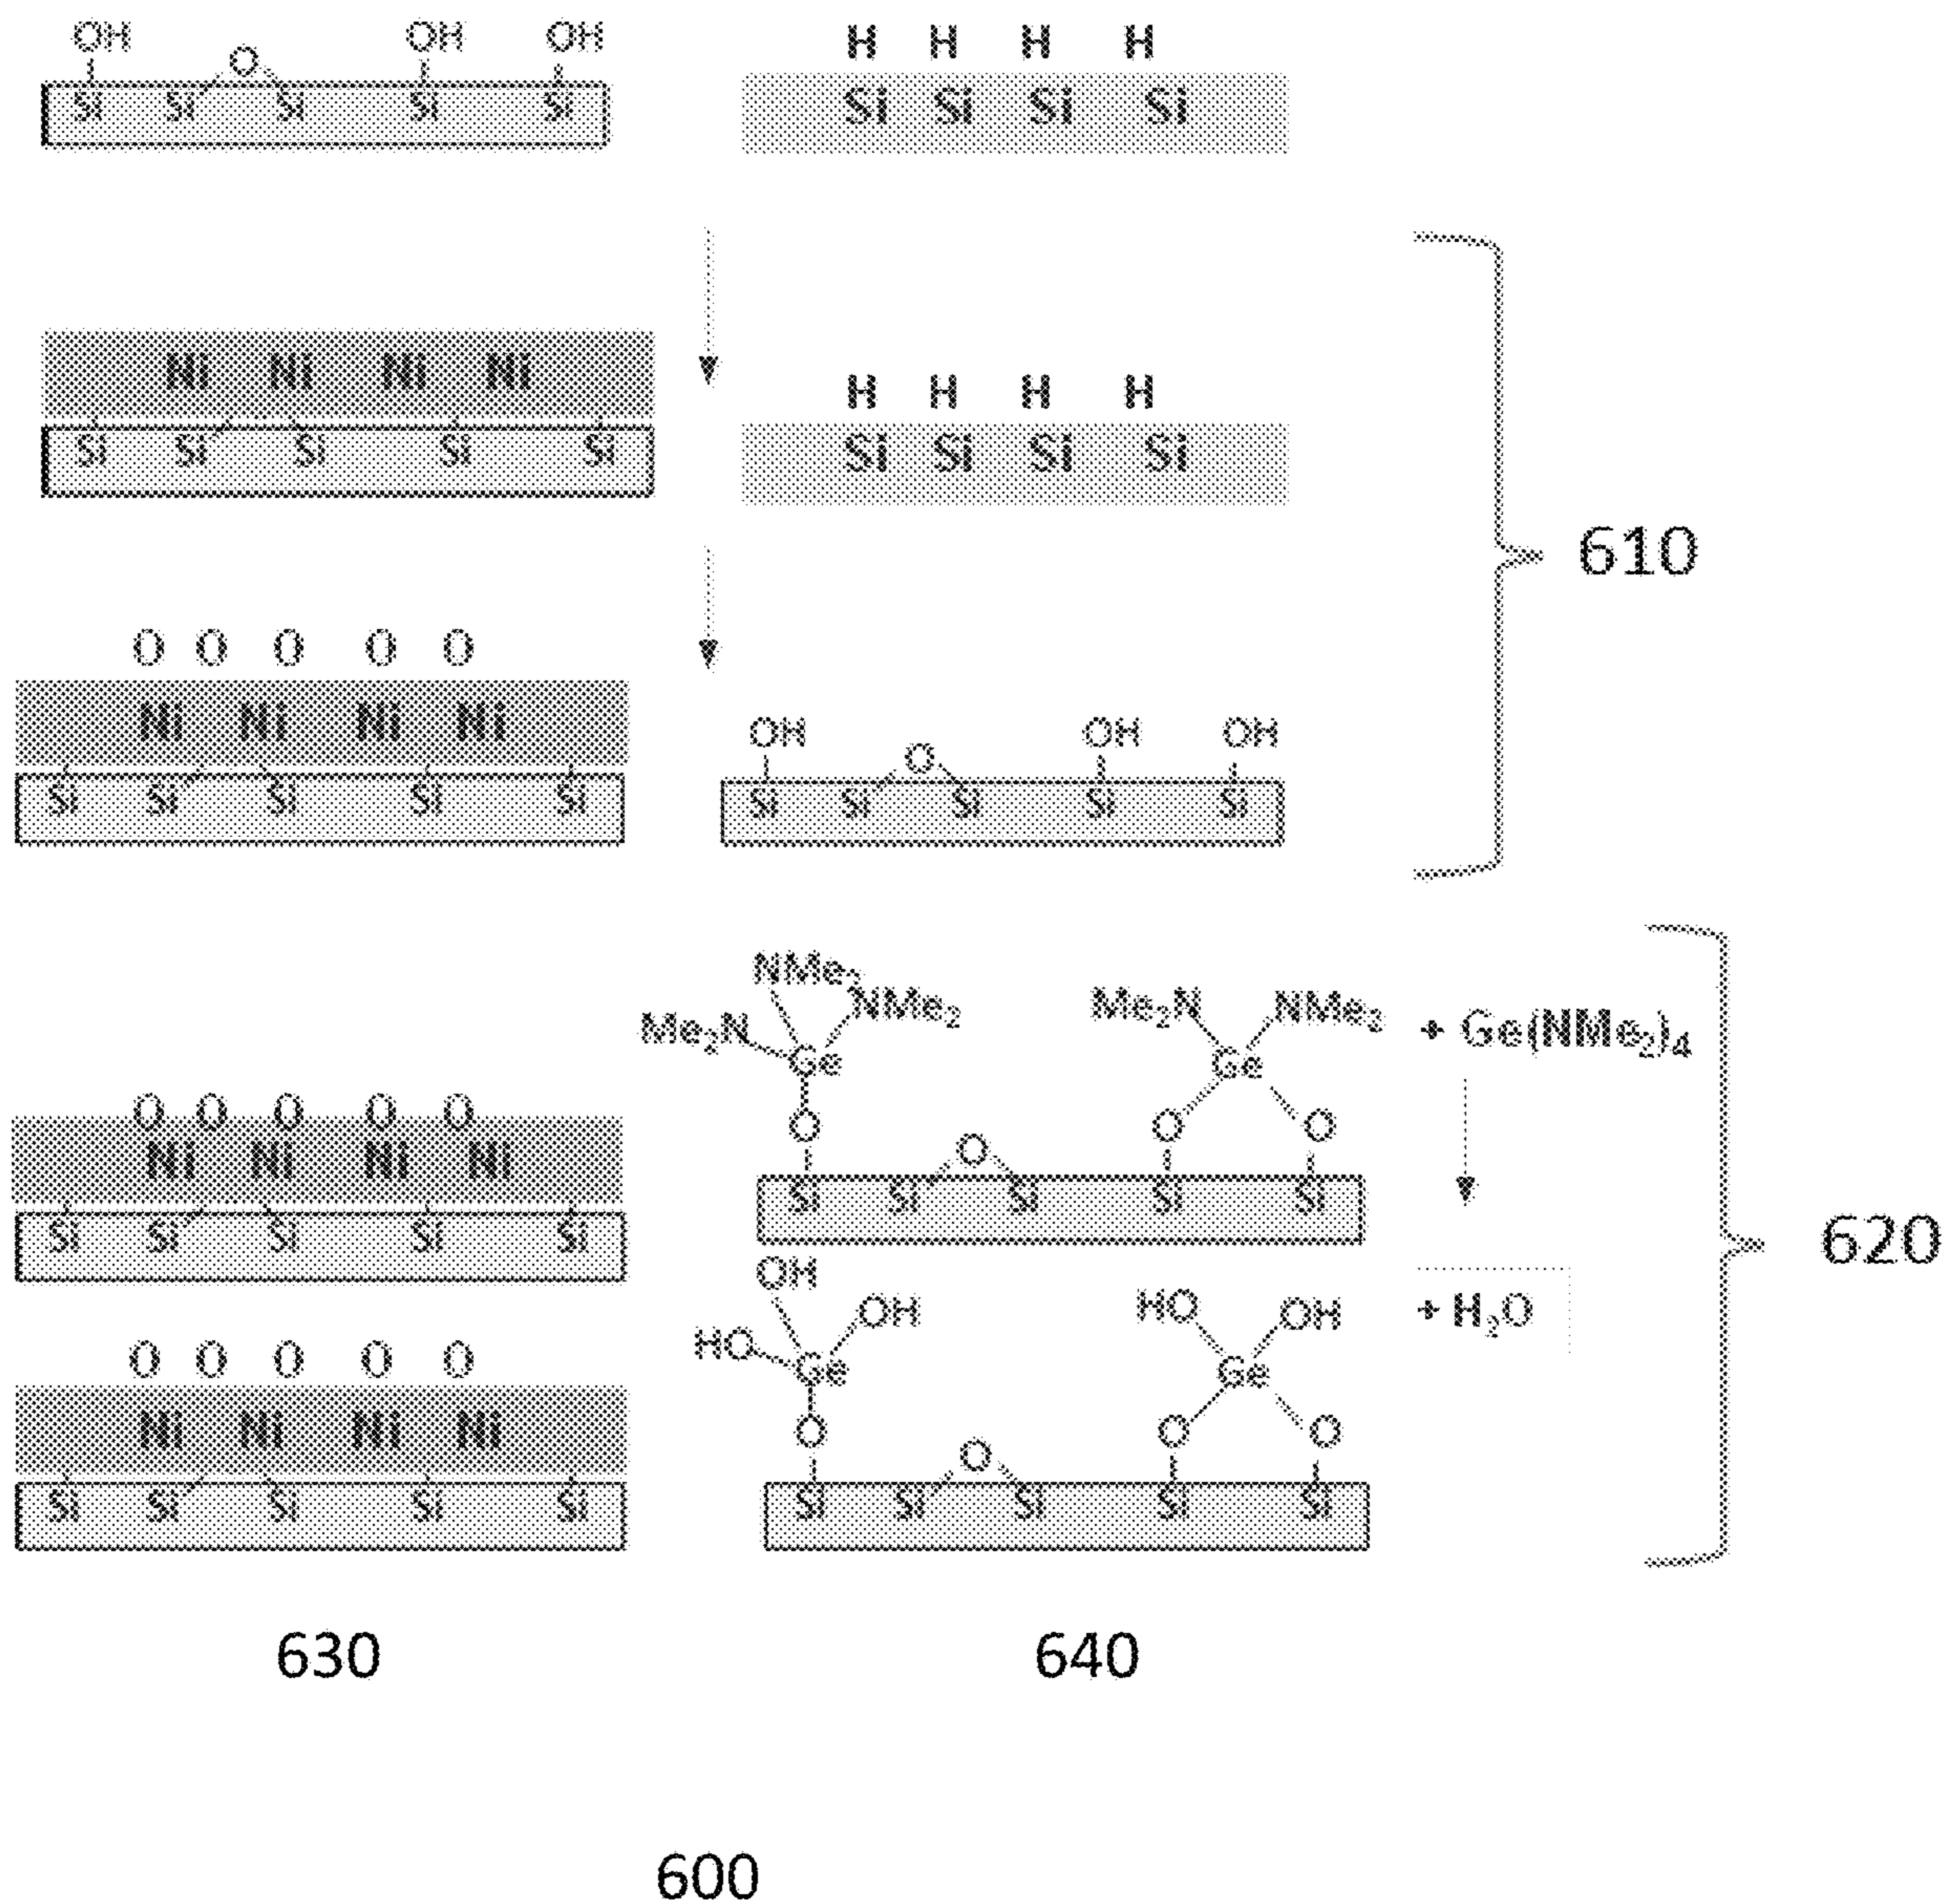 OH O OH OH H H H H
Si Si Si Si Si Si Si Si Si
Ni Ni Ni Ni H H H H
Si Si Si Si Si Si Si Si Si
610
O O O O O
Ni Ni Ni Ni OH O OH OH
Si Si Si Si Si Si Si Si Si Si
NMe2
NMe2 Me2N NMe2 + Ge(NMe2)4
Me2N Ge Ge
O O O O O O O O
Ni Ni Ni Ni O
Si Si Si Si Si Si Si Si Si Si
620
OH
OH HO OH + H2O
HO Ge Ge
O O O O O
Ni Ni Ni Ni O O O O
Si Si Si Si Si Si Si Si Si Si
630 640
600